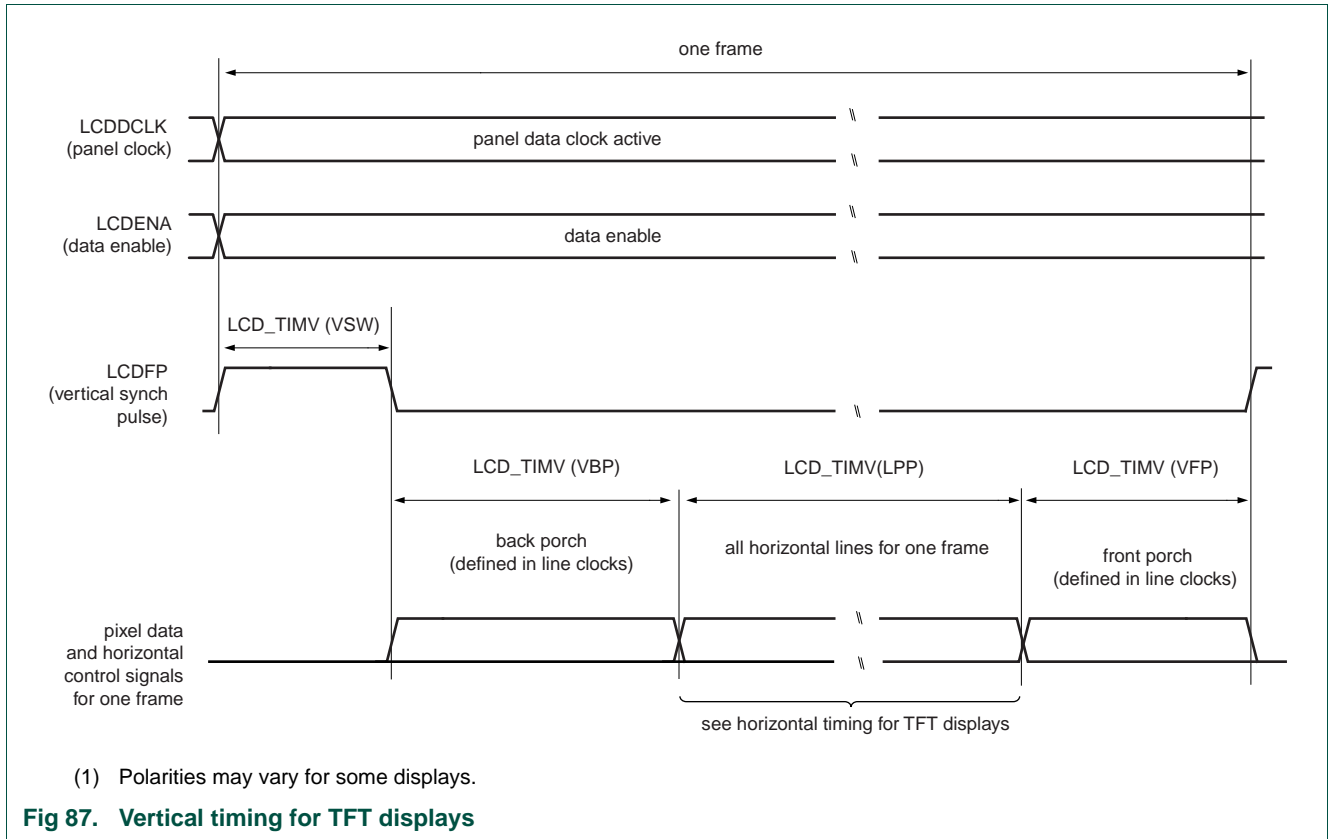 one frame
LCDDCLK
(panel clock)
panel data clock active
LCDENA
(data enable)
data enable
LCD_TIMV (VSW)
LCDFP
(vertical synch
pulse)
LCD_TIMV (VBP)
LCD_TIMV(LPP)
LCD_TIMV (VFP)
back porch
(defined in line clocks)
all horizontal lines for one frame
front porch
(defined in line clocks)
pixel data
and horizontal
control signals
for one frame
see horizontal timing for TFT displays
(1) Polarities may vary for some displays.
Fig 87. Vertical timing for TFT displays